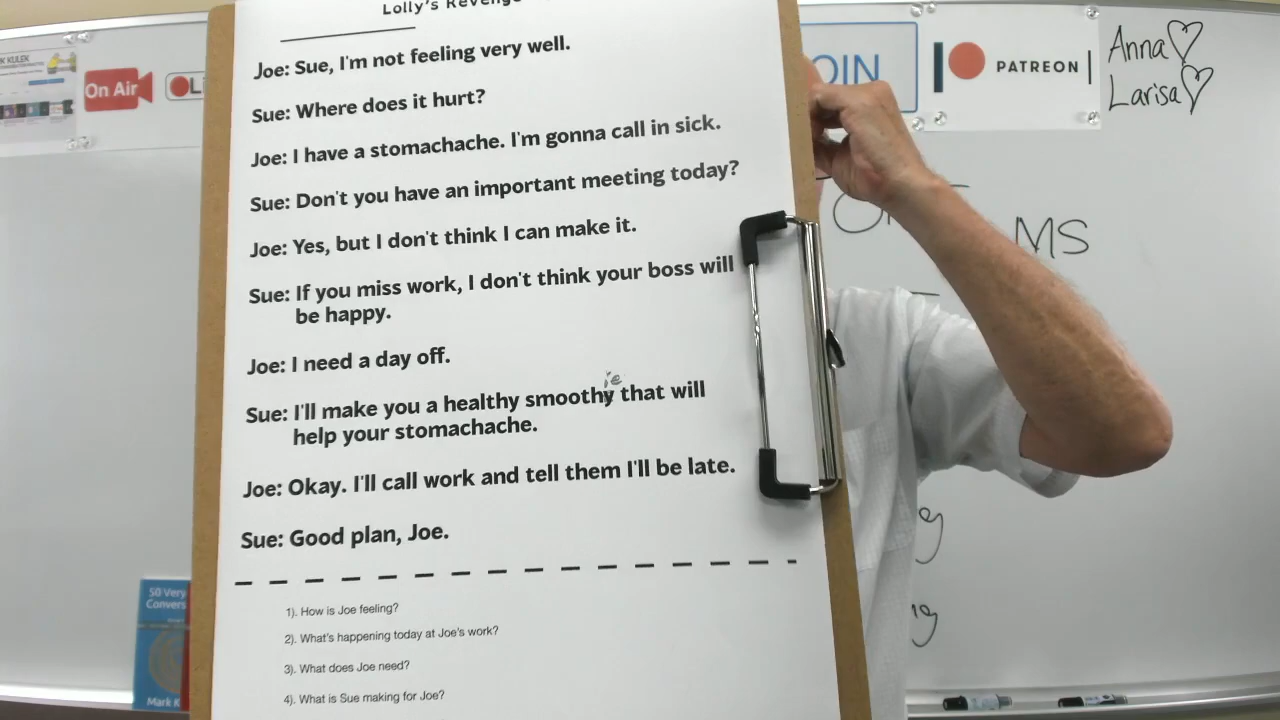 Lolly's Revenge
Joe: Sue, I'm not feeling very well.
Sue: Where does it hurt?
Joe: I have a stomachache. I'm gonna call in sick.
Sue: Don't you have an important meeting today?
Joe: Yes, but I don't think I can make it.
Sue: If you miss work, I don't think your boss will
be happy.
Joe: I need a day off.
ie
Sue: I'll make you a healthy smoothy that will
help your stomachache.
Joe: Okay. I'll call work and tell them I'll be late.
Sue: Good plan, Joe.
1). How is Joe feeling?
2). What's happening today at Joe's work?
3). What does Joe need?
4). What is Sue making for Joe?
KULEK
On Air
OIN
PATREON
Anna
Larisa
MS
50 Very
Convers
Mark K